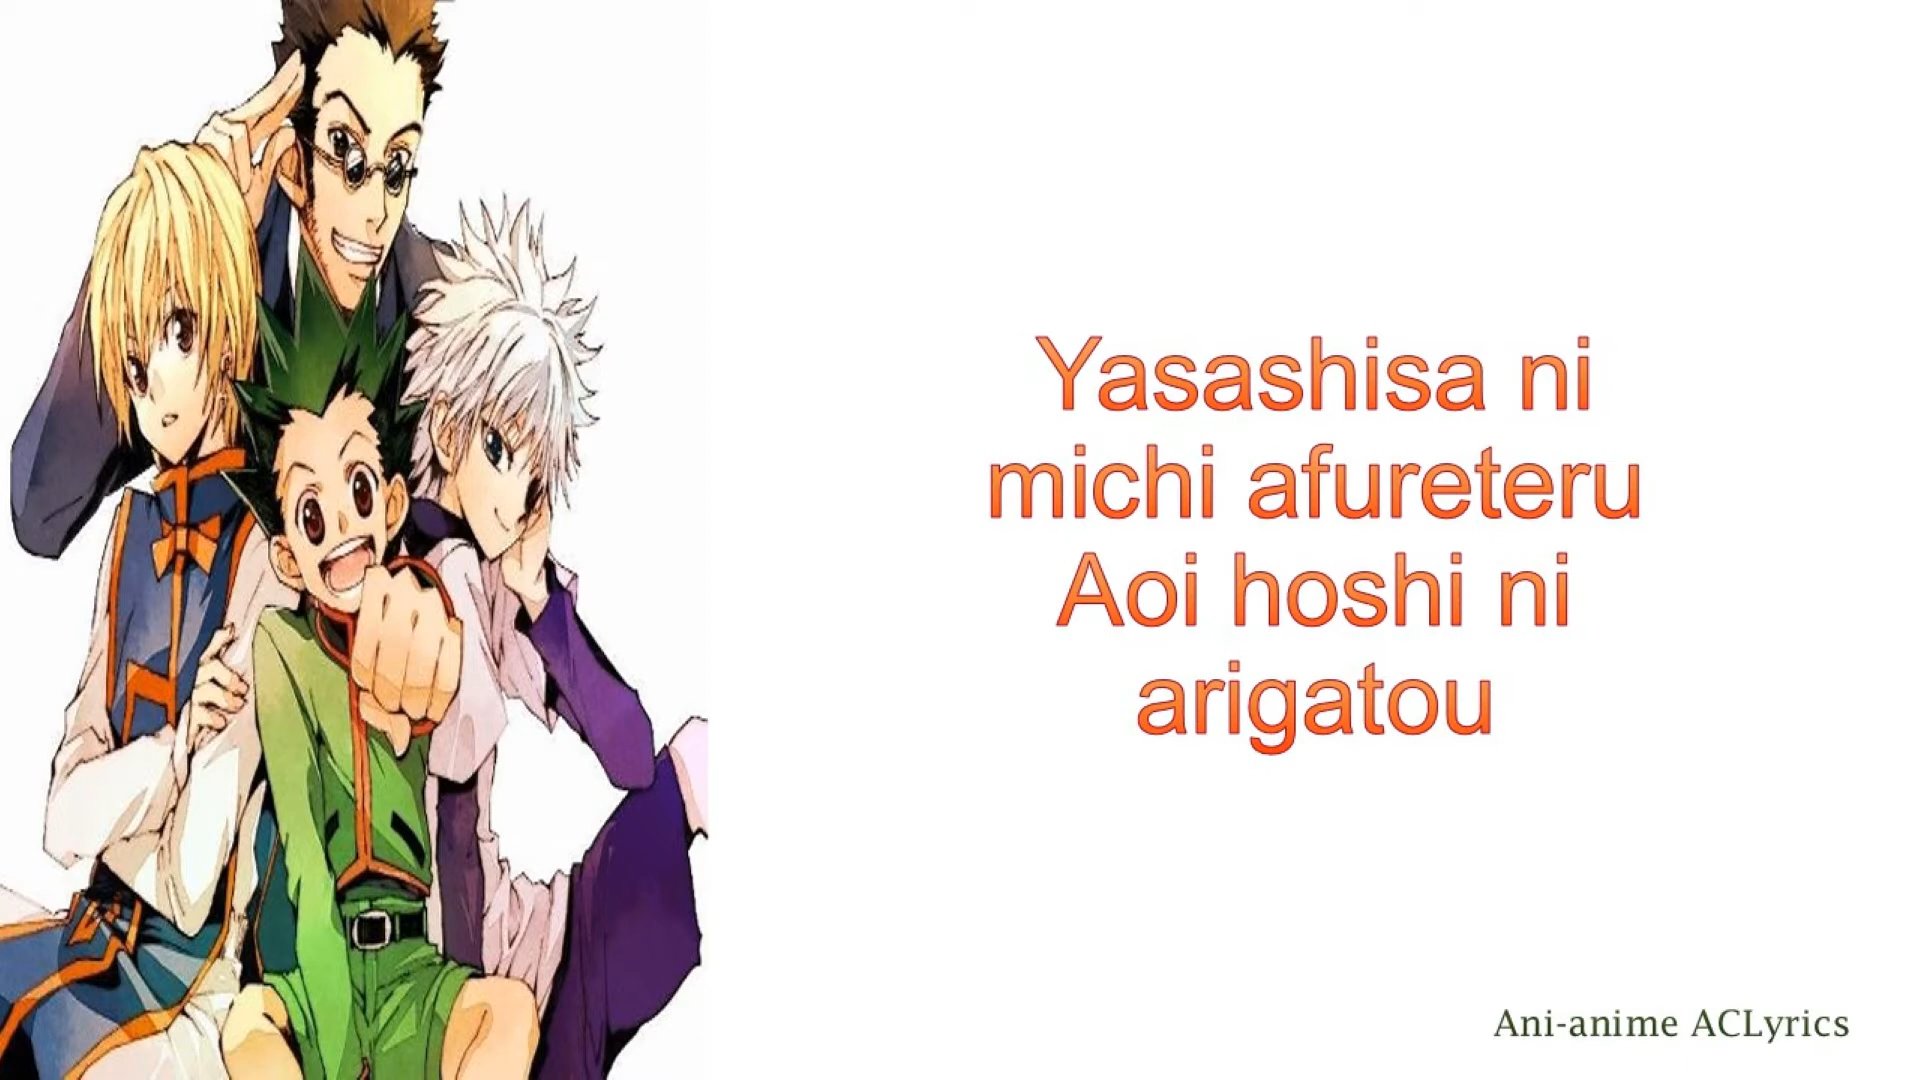 Yasashisa ni
michi afureteru
Aoi hoshi ni
arigatou
Ani-anime ACLyrics